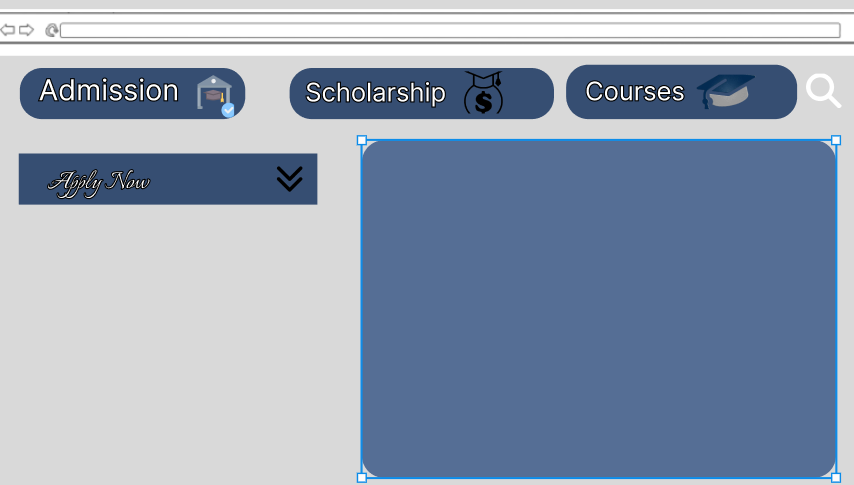 Admission
Scholarship
$
Courses
Apply Now